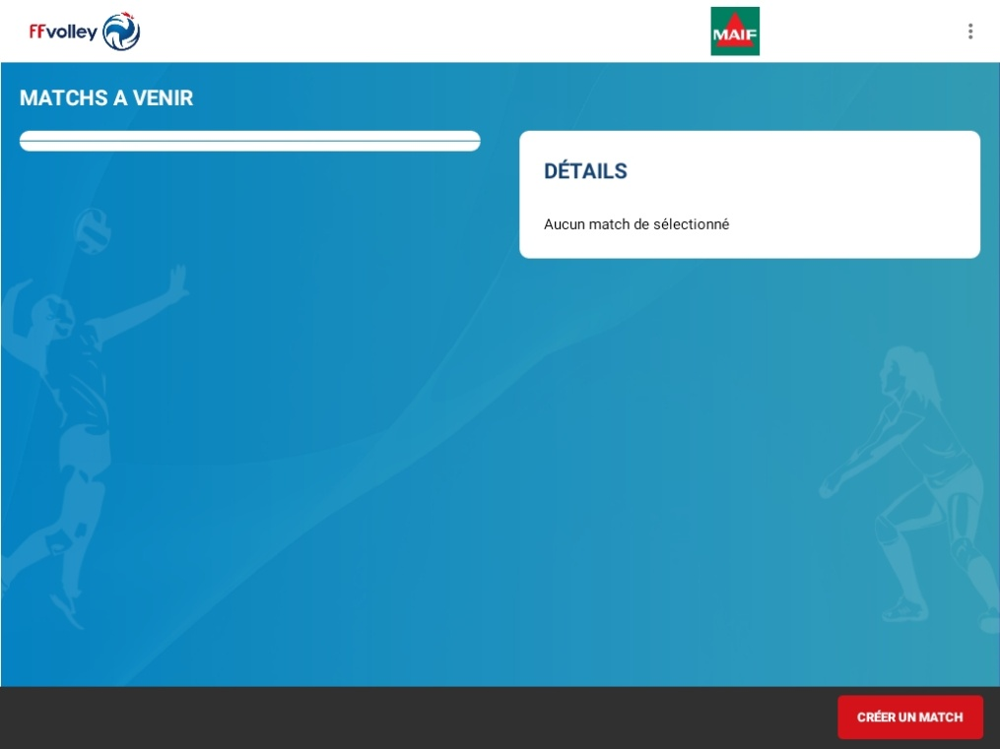 FFvolley
MAIF
MATCHS A VENIR
DÉTAILS
Aucun match de sélectionné
CRÉER UN MATCH